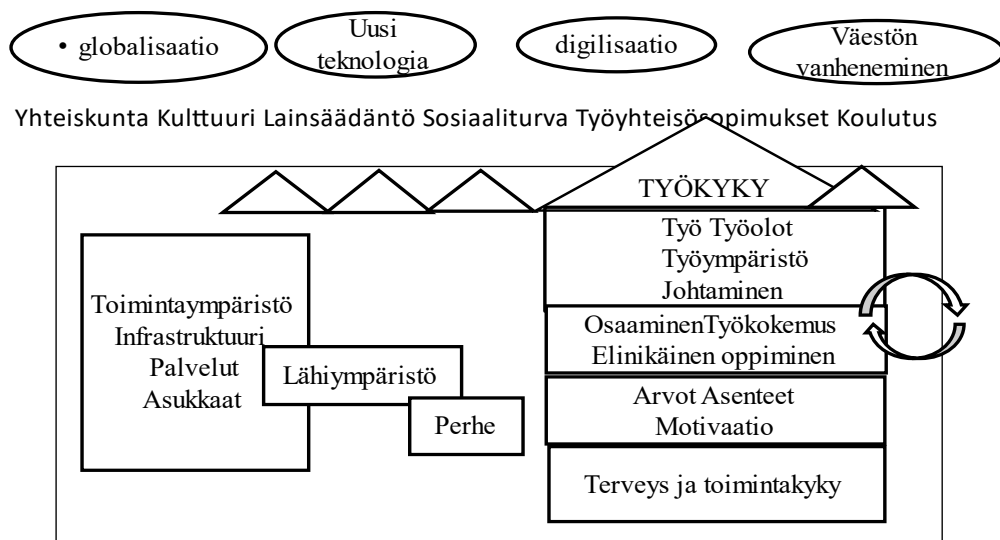 • globalisaatio
Uusi
teknologia
digilisaatio
Väestön
vanheneminen
Yhteiskunta Kulttuuri Lainsäädäntö Sosiaaliturva Työyhteisösopimukset Koulutus
TYÖKYKY
Työ Työolot
Työympäristö
Johtaminen
Toimintaympäristö
Infrastruktuuri
Palvelut
Asukkaat
Lähiympäristö
Perhe
OsaaminenTyökokemus
Elinikäinen oppiminen
Arvot Asenteet
Motivaatio
Terveys ja toimintakyky